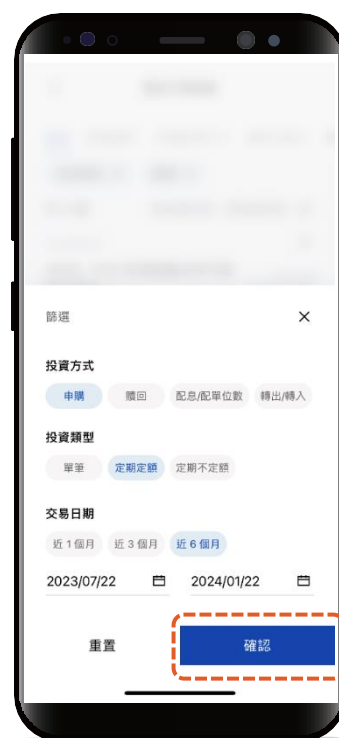 篩選
投資方式
申購 贖回 配息/配單位數 轉出/轉入
投資類型
單筆 定期定額 定期不定額
交易日期
近1個月 近3個月 近6個月
2023/07/22 2024/01/22
重置 確認